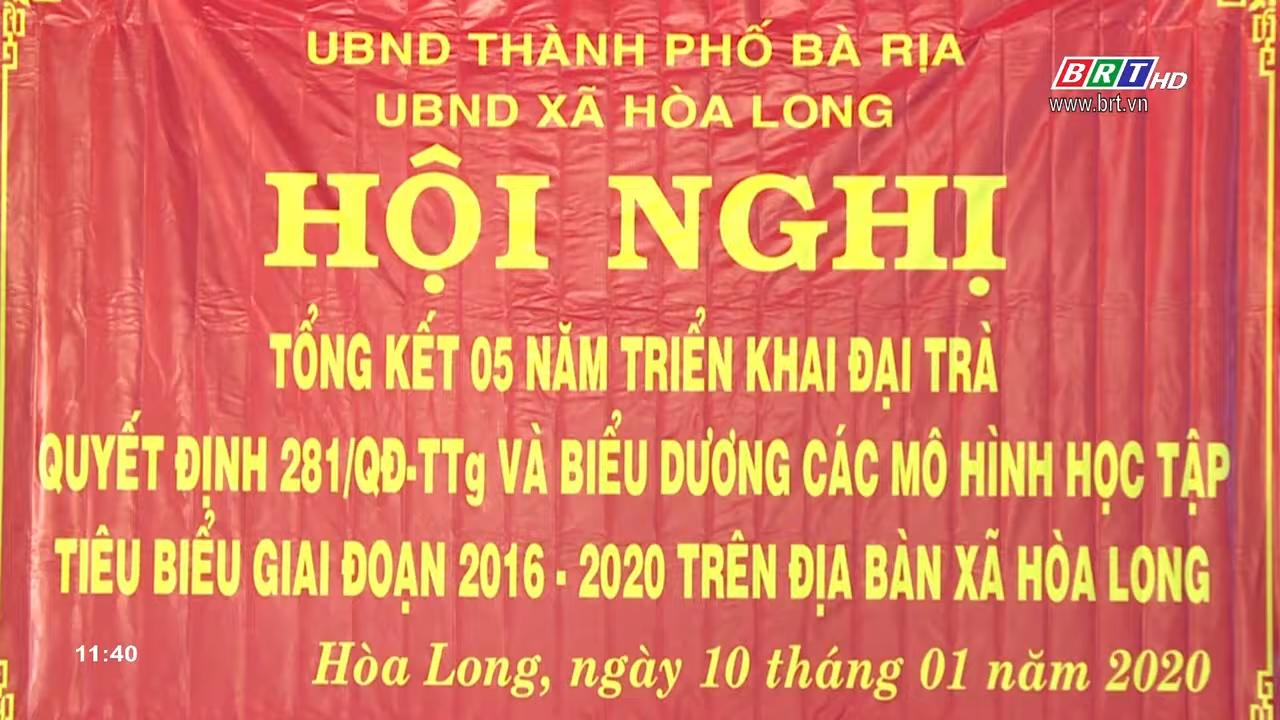 UBND THÀNH PHỐ BÀ RỊA
BRT HD
www.brt.vn
UBND XÃ HÒA LONG
HỘI NGHỊ
TỔNG KẾT 05 NĂM TRIỂN KHAI ĐẠI TRÀ
QUYẾT ĐỊNH 281/QĐ-TTg VÀ BIỂU DƯƠNG CÁC MÔ HÌNH HỌC TẬP
TIÊU BIỂU GIAI ĐOẠN 2016 - 2020 TRÊN ĐỊA BÀN XÃ HÒA LONG
11:40
Hòa Long, ngày 10 tháng 01 năm 2020